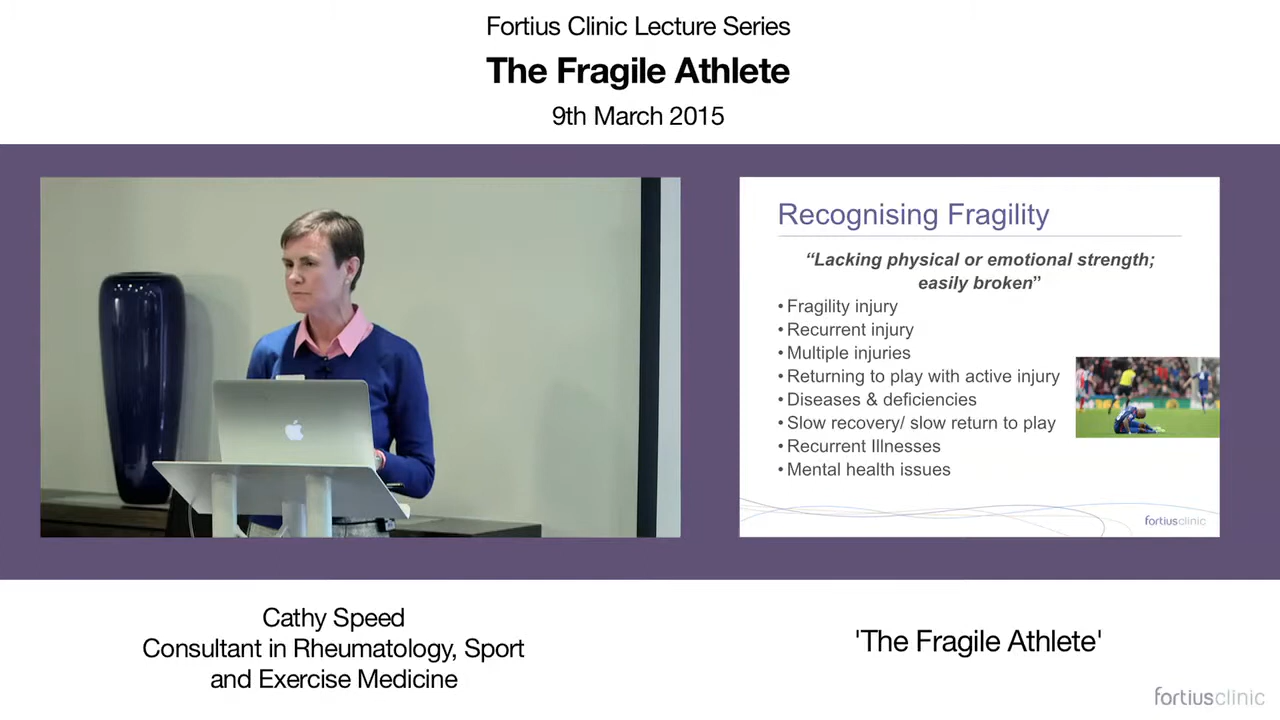 Fortius Clinic Lecture Series
The Fragile Athlete
9th March 2015
Recognising Fragility
“Lacking physical or emotional strength;
easily broken”
• Fragility injury
• Recurrent injury
• Multiple injuries
• Returning to play with active injury
• Diseases & deficiencies
• Slow recovery/ slow return to play
• Recurrent Illnesses
• Mental health issues
fortiusclinic
Cathy Speed
Consultant in Rheumatology, Sport
and Exercise Medicine
'The Fragile Athlete'
fortiusclinic